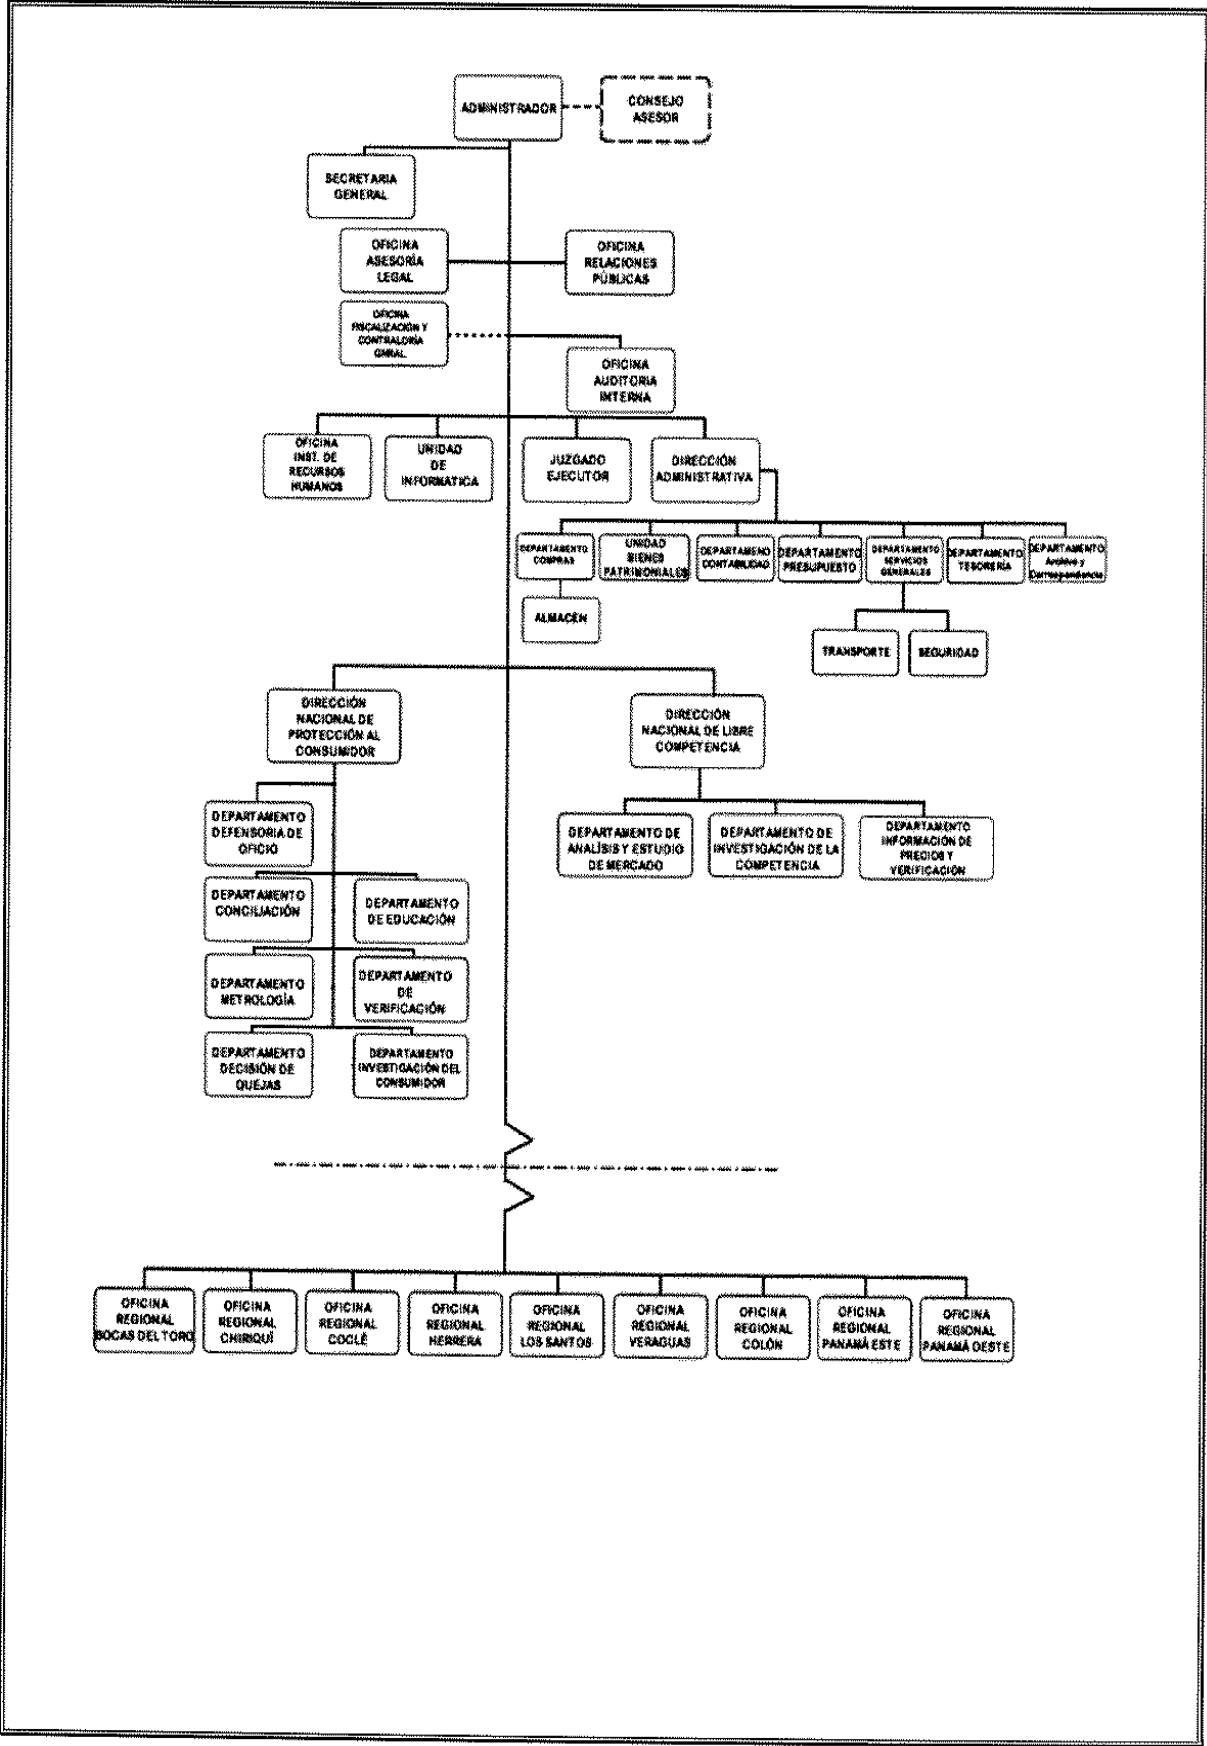 ADMINISTRADOR
CONSEJO
ASESOR
SECRETARIA
GENERAL
OFICINA
ASESORÍA
LEGAL
OFICINA
RELACIONES
PÚBLICAS
OFICINA
FISCALIZACIÓN Y
CONTRALORÍA
GNRAL.
OFICINA
AUDITORIA
INTERNA
OFICINA
INST. DE
RECURSOS
HUMANOS
UNIDAD
DE
INFORMATICA
JUZGADO
EJECUTOR
DIRECCIÓN
ADMINISTRATIVA
DEPARTAMENTO
COMPRAS
UNIDAD
BIENES
PATRIMONIALES
DEPARTAMENO
CONTABILIDAD
DEPARTAMENTO
PRESUPUESTO
DEPARTAMENTO
SERVICIOS
GENERALES
DEPARTAMENTO
TESORERÍA
DEPARTAMENTO
Archivo y
Correspondencia
ALMACÉN
TRANSPORTE
SEGURIDAD
DIRECCIÓN
NACIONAL DE
PROTECCIÓN AL
CONSUMIDOR
DIRECCIÓN
NACIONAL DE LIBRE
COMPETENCIA
DEPARTAMENTO
DEFENSORIA DE
OFICIO
DEPARTAMENTO DE
ANALÍSIS Y ESTUDIO
DE MERCADO
DEPARTAMENTO DE
INVESTIGACIÓN DE LA
COMPETENCIA
DEPARTAMENTO
INFORMACIÓN DE
PRECIOS Y
VERIFICACIÓN
DEPARTAMENTO
CONCILIACIÓN
DEPARTAMENTO
DE EDUCACIÓN
DEPARTAMENTO
METROLOGÍA
DEPARTAMENTO
DE
VERIFICACIÓN
DEPARTAMENTO
DECISIÓN DE
QUEJAS
DEPARTAMENTO
INVESTIGACIÓN DEL
CONSUMIDOR
OFICINA
REGIONAL
BOCAS DEL TORO
OFICINA
REGIONAL
CHIRIQUÍ
OFICINA
REGIONAL
COCLÉ
OFICINA
REGIONAL
HERRERA
OFICINA
REGIONAL
LOS SANTOS
OFICINA
REGIONAL
VERAGUAS
OFICINA
REGIONAL
COLÓN
OFICINA
REGIONAL
PANAMÁ ESTE
OFICINA
REGIONAL
PANAMÁ OESTE